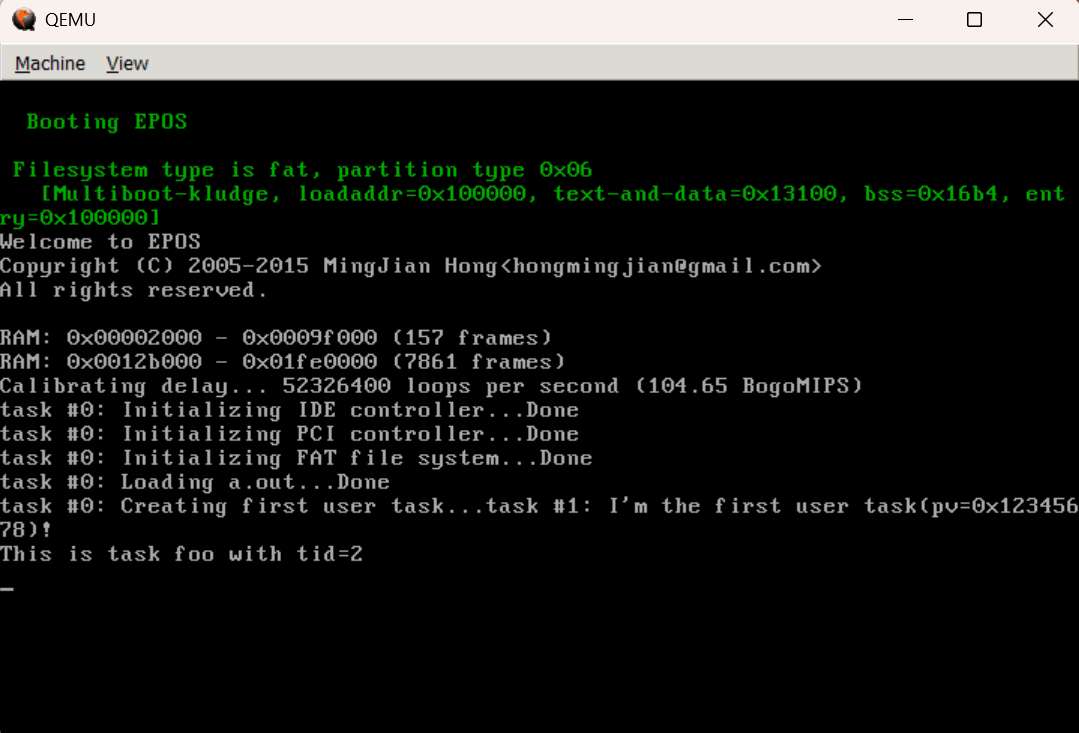 QEMU
Machine View
Booting EPOS
Filesystem type is fat, partition type 0x06
[Multiboot-kludge, loadaddr=0x100000, text-and-data=0x13100, bss=0x16b4, ent
ry=0x100000]
Welcome to EPOS
Copyright (C) 2005-2015 MingJian Hong<hongmingjian@gmail.com>
All rights reserved.
RAM: 0x00002000 - 0x0009f000 (157 frames)
RAM: 0x0012b000 - 0x01fe0000 (7861 frames)
Calibrating delay... 52326400 loops per second (104.65 BogoMIPS)
task #0: Initializing IDE controller...Done
task #0: Initializing PCI controller...Done
task #0: Initializing FAT file system...Done
task #0: Loading a.out...Done
task #0: Creating first user task...task #1: I'm the first user task(pv=0x123456
78)!
This is task foo with tid=2
_